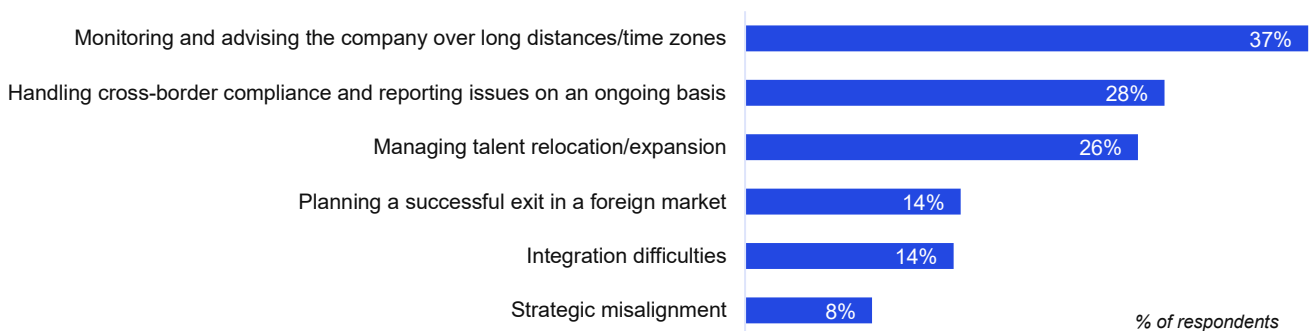 Monitoring and advising the company over long distances/time zones 37%
Handling cross-border compliance and reporting issues on an ongoing basis 28%
Managing talent relocation/expansion 26%
Planning a successful exit in a foreign market 14%
Integration difficulties 14%
Strategic misalignment 8%
% of respondents